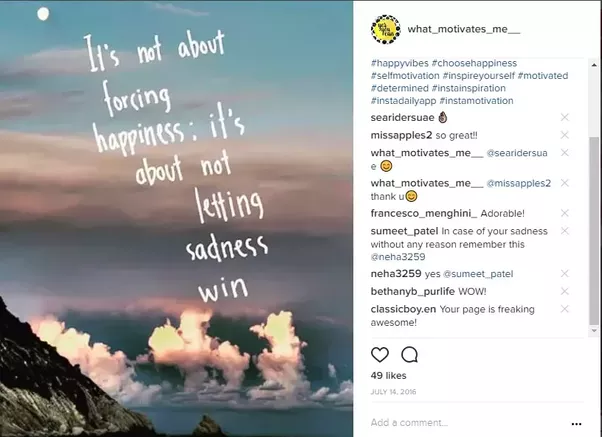 It's not about
forcing
happiness: it's
about not
letting
sadness
win
what_motivates_me__
#happyvibes #choosehappiness
#selfmotivation #inspireyourself #motivated
#determined #instainspiration
#instadailyapp #instamotivation
searidersuae 👌🏿
missapples2 so great!!
what_motivates_me__ @searidersua
e 😊
what_motivates_me__ @missapples2
thank u😊
francesco_menghini_ Adorable!
sumeet_patel In case of your sadness
without any reason remember this
@neha3259
neha3259 yes @sumeet_patel
bethanyb_purlife WOW!
classicboy.en Your page is freaking
awesome!
49 likes
JULY 14, 2016
Add a comment...